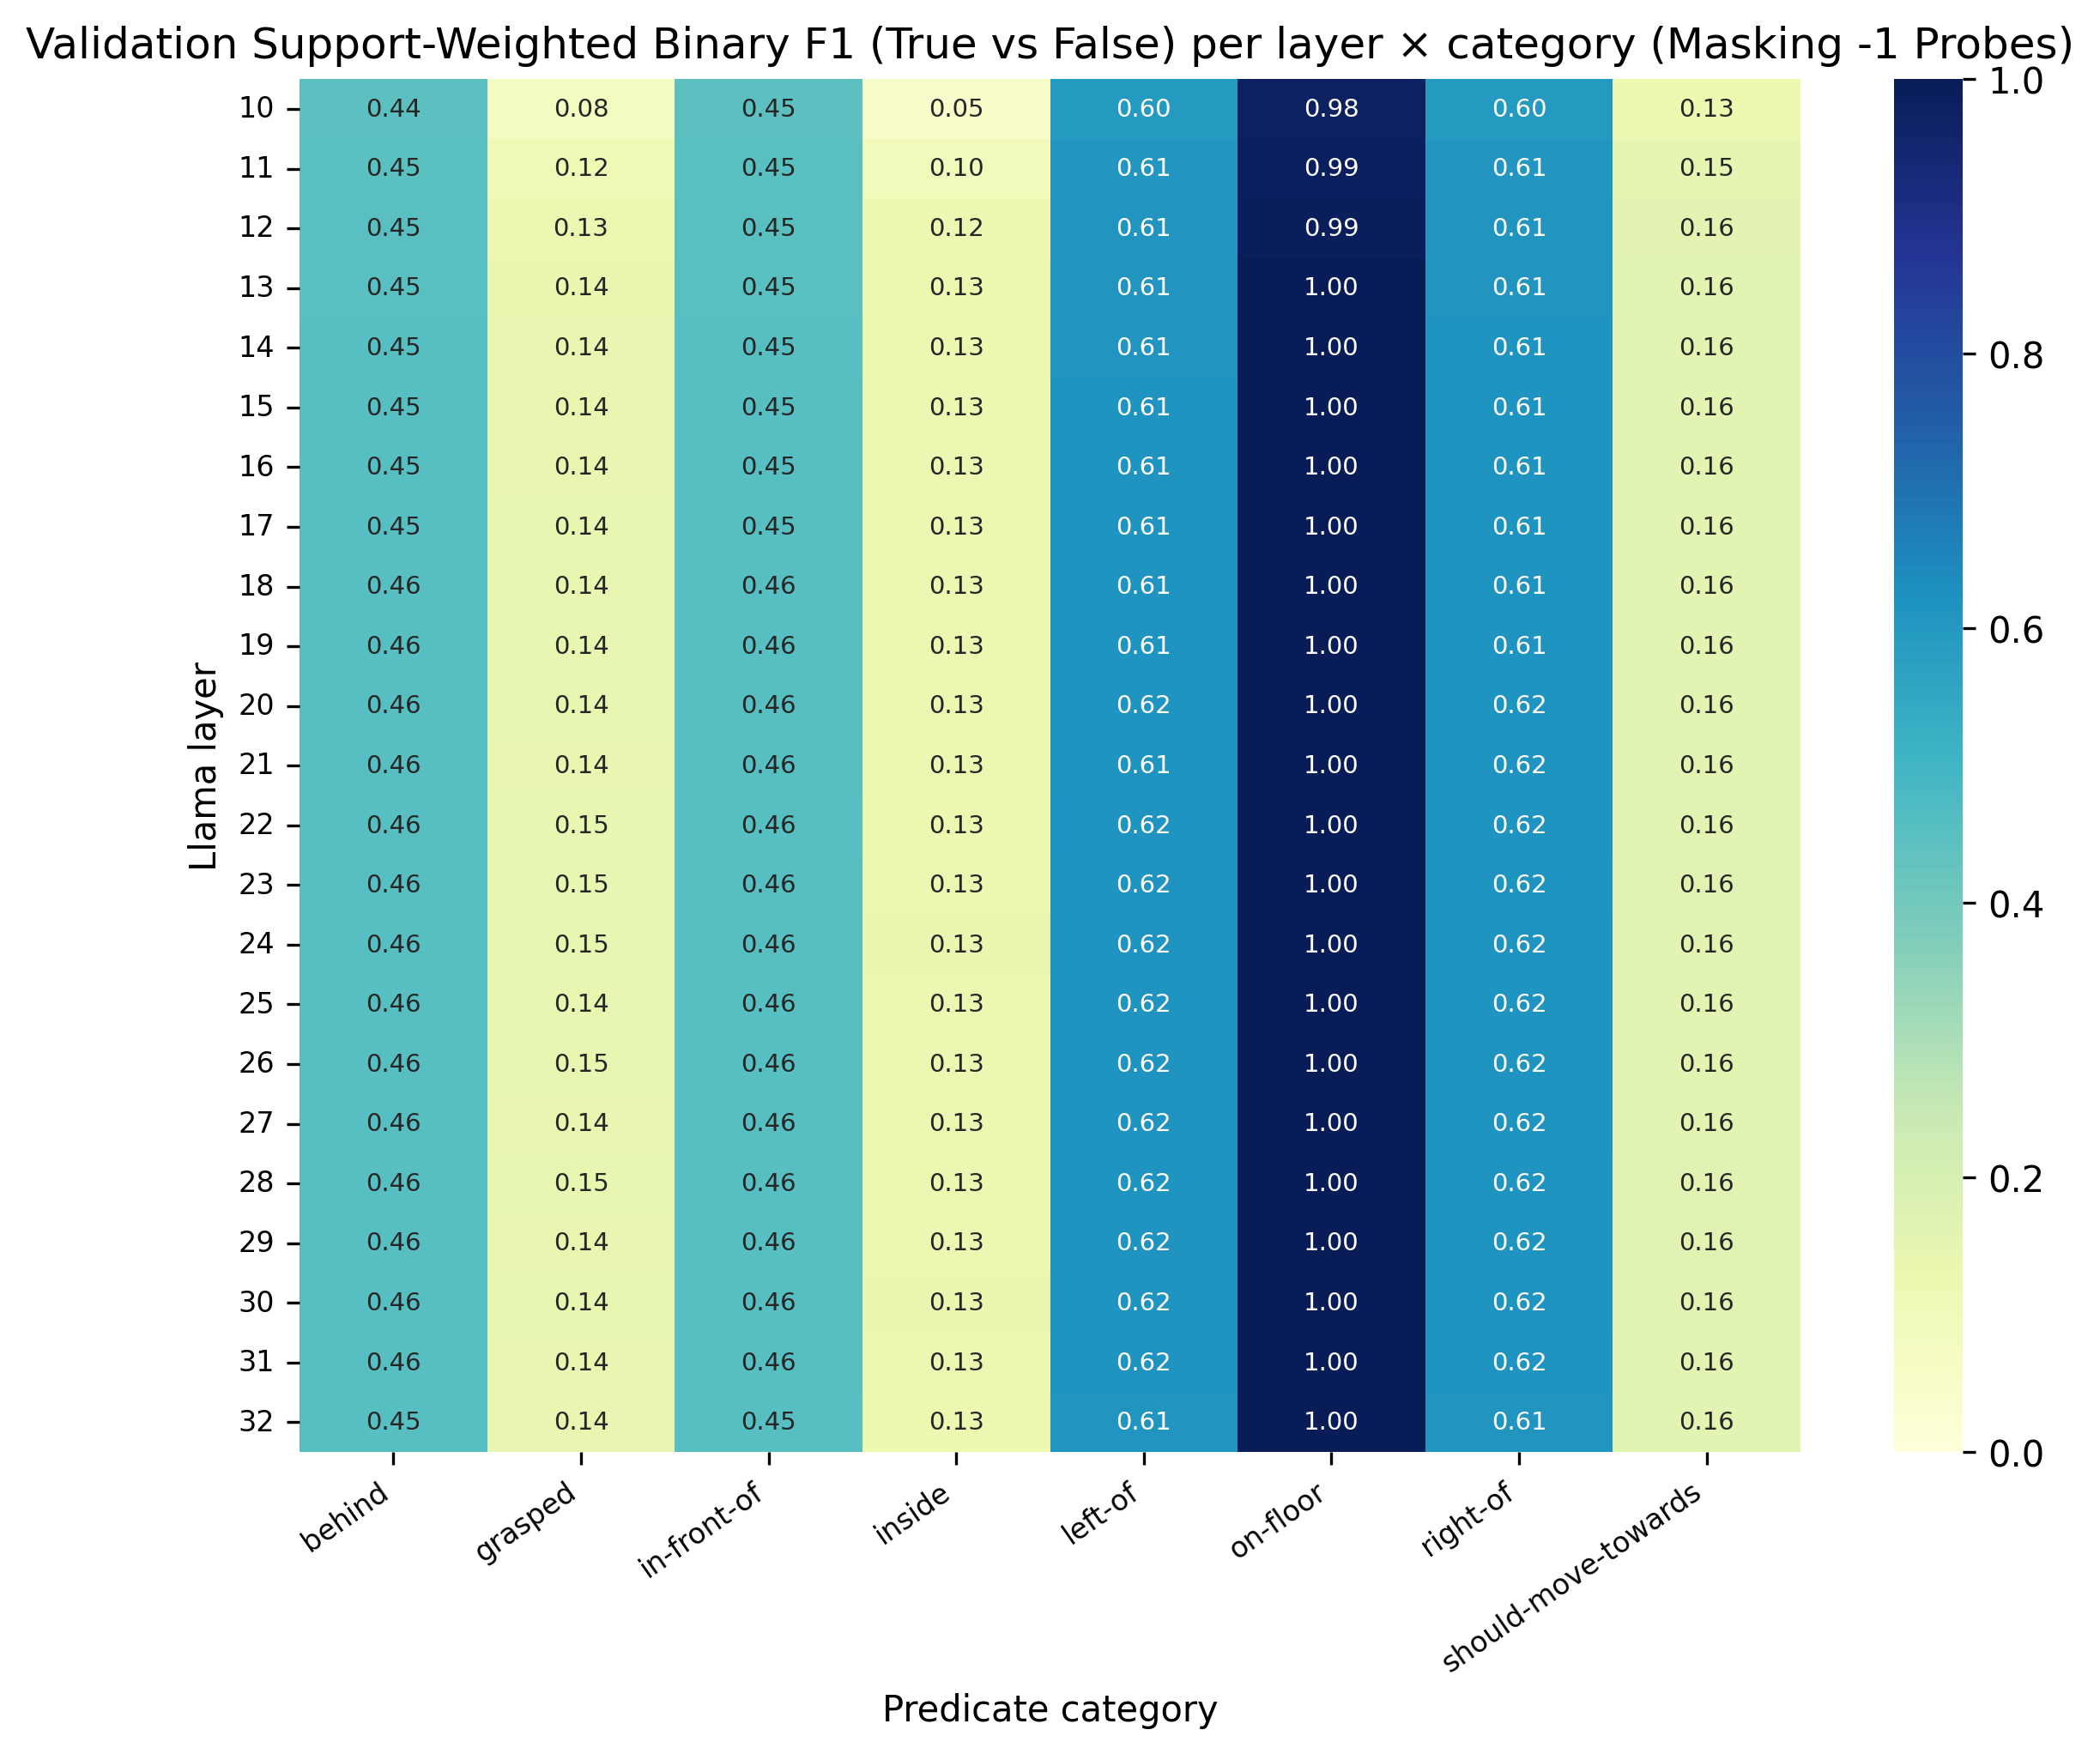 Validation Support-Weighted Binary F1 (True vs False) per layer × category (Masking -1 Probes)
10 0.44 0.08 0.45 0.05 0.60 0.98 0.60 0.13
11 0.45 0.12 0.45 0.10 0.61 0.99 0.61 0.15
12 0.45 0.13 0.45 0.12 0.61 0.99 0.61 0.16
13 0.45 0.14 0.45 0.13 0.61 1.00 0.61 0.16
14 0.45 0.14 0.45 0.13 0.61 1.00 0.61 0.16
15 0.45 0.14 0.45 0.13 0.61 1.00 0.61 0.16
16 0.45 0.14 0.45 0.13 0.61 1.00 0.61 0.16
17 0.45 0.14 0.45 0.13 0.61 1.00 0.61 0.16
18 0.46 0.14 0.46 0.13 0.61 1.00 0.61 0.16
19 0.46 0.14 0.46 0.13 0.61 1.00 0.61 0.16
20 0.46 0.14 0.46 0.13 0.62 1.00 0.62 0.16
21 0.46 0.14 0.46 0.13 0.61 1.00 0.62 0.16
22 0.46 0.15 0.46 0.13 0.62 1.00 0.62 0.16
23 0.46 0.15 0.46 0.13 0.62 1.00 0.62 0.16
24 0.46 0.15 0.46 0.13 0.62 1.00 0.62 0.16
25 0.46 0.14 0.46 0.13 0.62 1.00 0.62 0.16
26 0.46 0.15 0.46 0.13 0.62 1.00 0.62 0.16
27 0.46 0.14 0.46 0.13 0.62 1.00 0.62 0.16
28 0.46 0.15 0.46 0.13 0.62 1.00 0.62 0.16
29 0.46 0.14 0.46 0.13 0.62 1.00 0.62 0.16
30 0.46 0.14 0.46 0.13 0.62 1.00 0.62 0.16
31 0.46 0.14 0.46 0.13 0.62 1.00 0.62 0.16
32 0.45 0.14 0.45 0.13 0.61 1.00 0.61 0.16
Llama layer
behind
grasped
in-front-of
inside
left-of
on-floor
right-of
should-move-towards
Predicate category
1.0
0.8
0.6
0.4
0.2
0.0